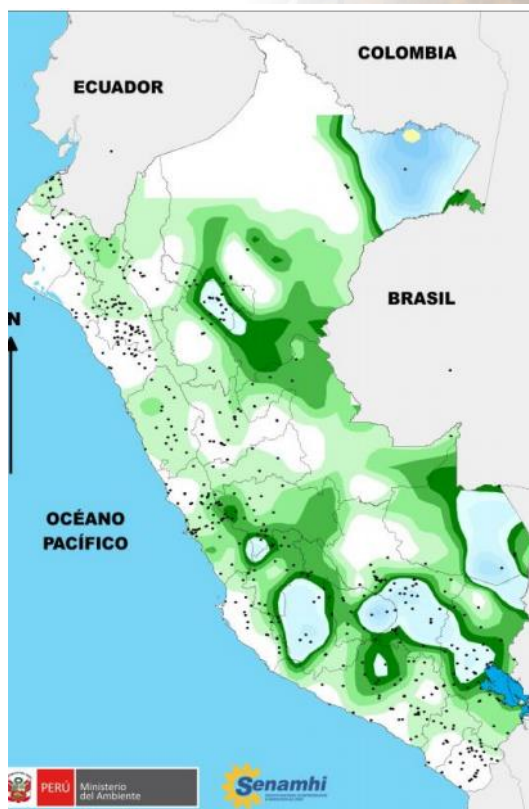 COLOMBIA
ECUADOR
BRASIL
N
OCÉANO
PACÍFICO
PERÚ
Ministerio
del Ambiente
Senamhi